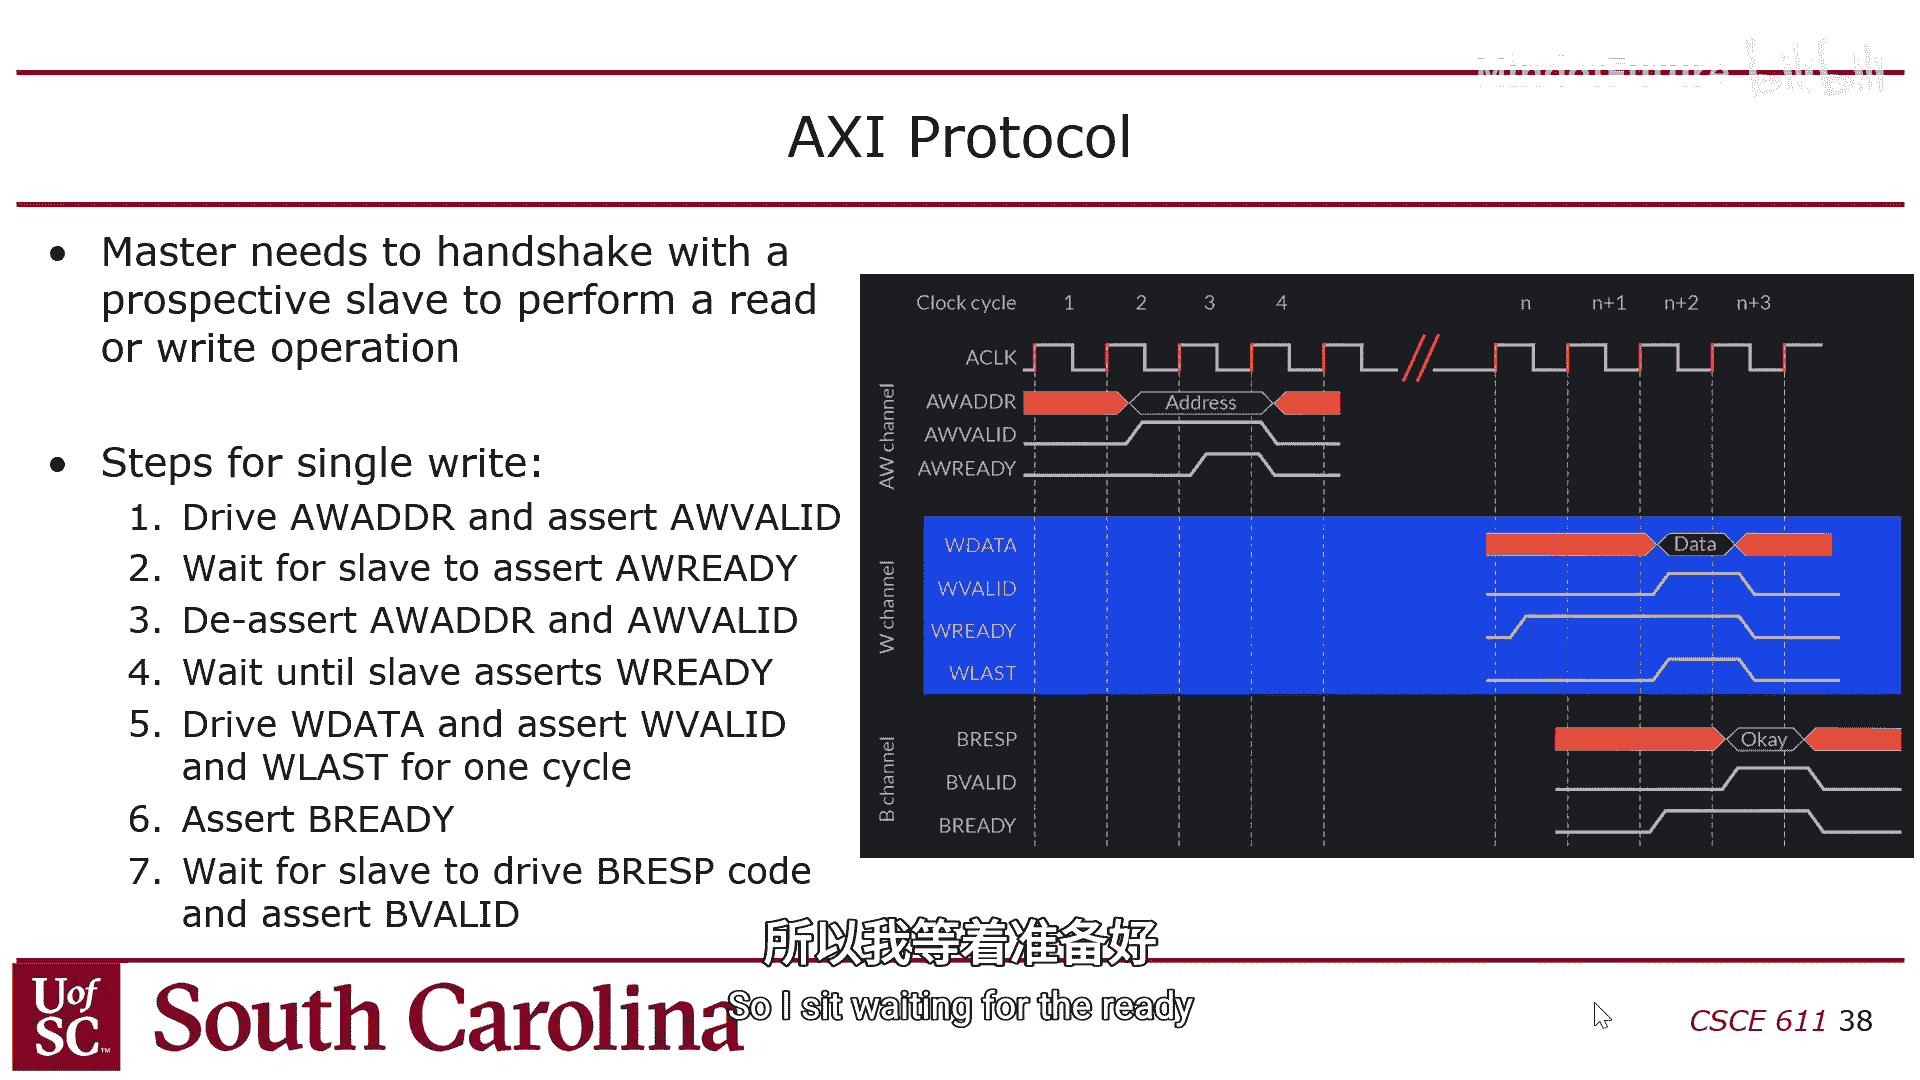 AXI Protocol
• Master needs to handshake with a
prospective slave to perform a read
or write operation
• Steps for single write:
1. Drive AWADDR and assert AWVALID
2. Wait for slave to assert AWREADY
3. De-assert AWADDR and AWVALID
4. Wait until slave asserts WREADY
5. Drive WDATA and assert WVALID
and WLAST for one cycle
6. Assert BREADY
7. Wait for slave to drive BRESP code
and assert BVALID
Clock cycle 1 2 3 4 n n+1 n+2 n+3
ACLK
AW channel
AWADDR Address
AWVALID
AWREADY
W channel
WDATA Data
WVALID
WREADY
WLAST
B channel
BRESP Okay
BVALID
BREADY
所以我等着准备好
So I sit waiting for the ready
UofSC™
South Carolina
CSCE 611 38